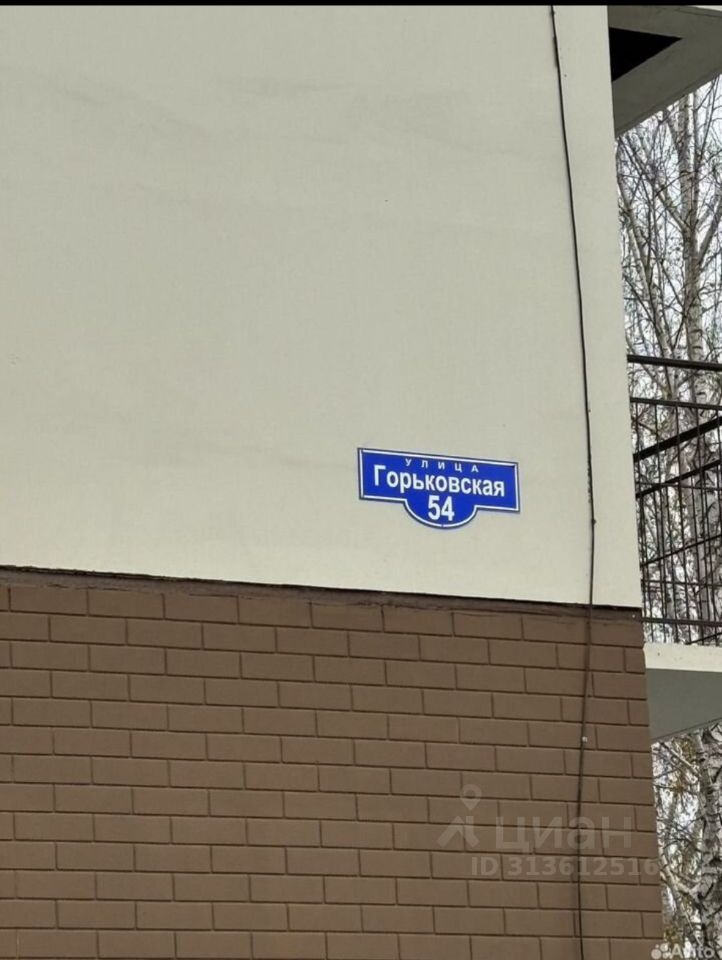 УЛИЦА
Горьковская
54
циан
ID 313612516
Avito